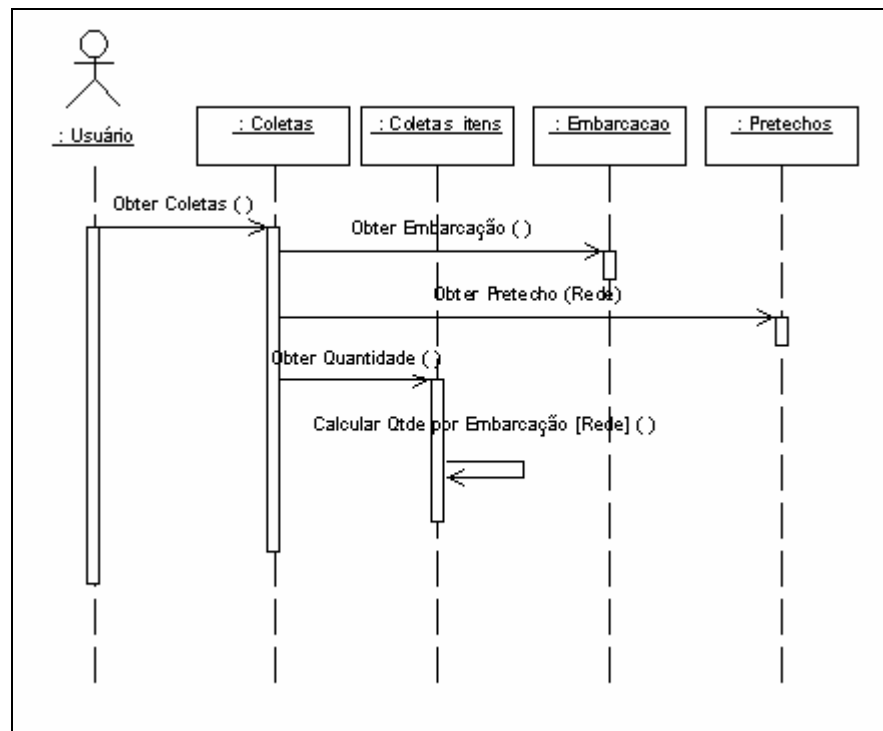 : Usuário
: Coletas
: Coletas itens
: Embarcacao
: Pretechos
Obter Coletas ( )
Obter Embarcação ( )
Obter Pretecho (Rede)
Obter Quantidade ( )
Calcular Qtde por Embarcação [Rede] ( )